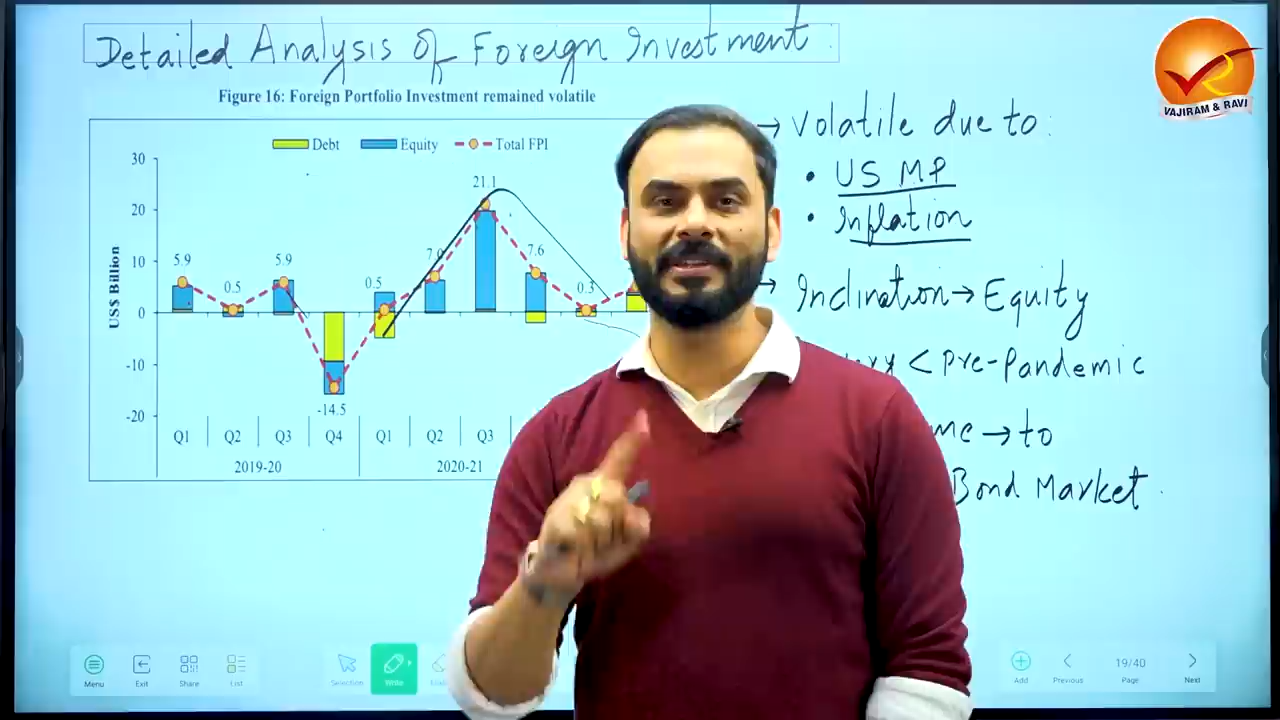 Detailed Analysis Of Foreign Investment
VAJIRAM & RAVI
Figure 16: Foreign Portfolio Investment remained volatile
Debt Equity Total FPI
US$ Billion
30
20
10
0
-10
-20
5.9
0.5
5.9
-14.5
0.5
7.0
21.1
7.6
0.3
Q1 Q2 Q3 Q4 Q1 Q2 Q3
2019-20 2020-21
→ Volatile due to:
• US MP
• Inflation
→ Inclination → Equity
< Pre-Pandemic
→ to
Bond Market.
Menu Exit Share List Selection Write
Add Previous 19/40 Page Next